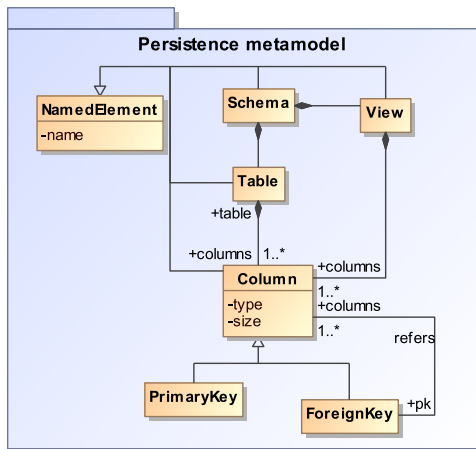 Persistence metamodel
NamedElement
-name
Schema
View
Table
+table
+columns 1..*
+columns
1..*
Column
-type
-size
+columns
1..*
refers
PrimaryKey
ForeignKey
+pk